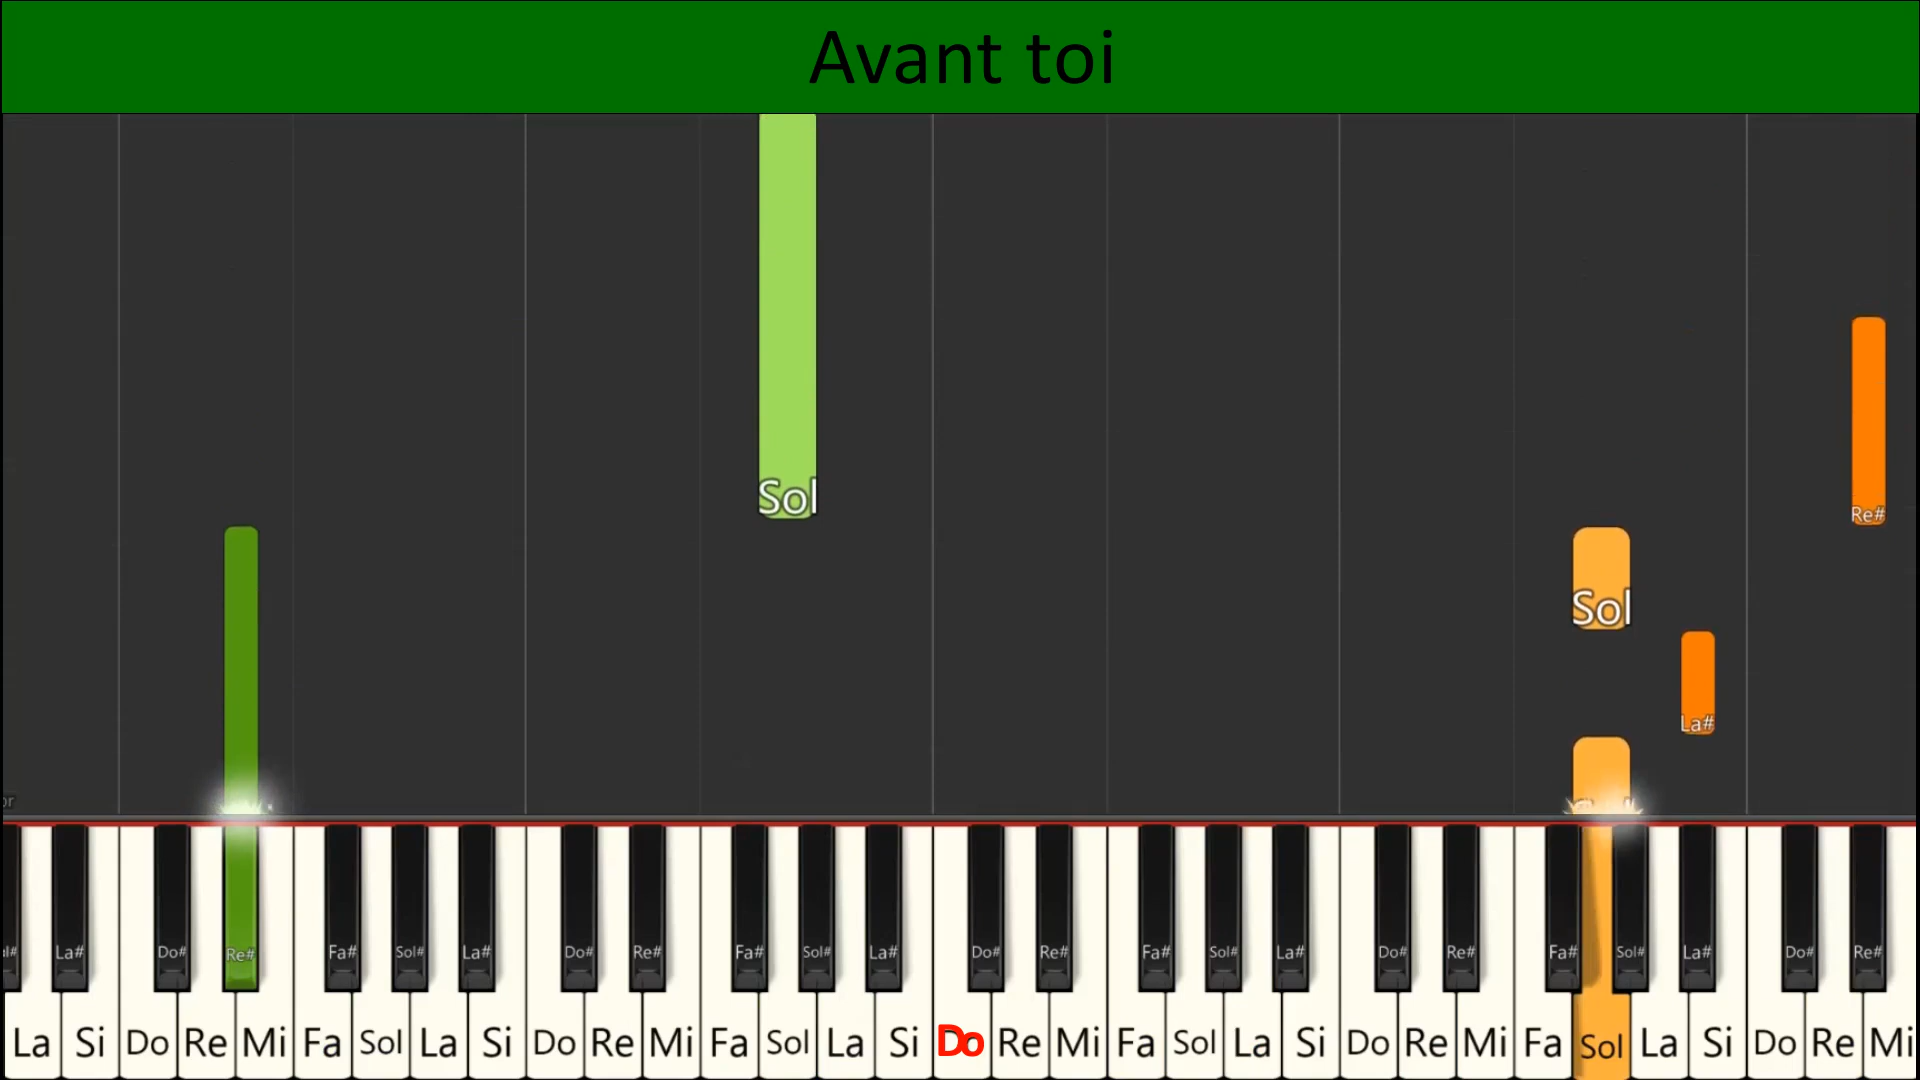 Avant toi
Sol
Re#
Sol
La#
La# Do# Re# Fa# Sol# La# Do# Re# Fa# Sol# La# Do# Re# Fa# Sol# La# Do# Re# Fa# Sol# La# Do# Re#
La Si Do Re Mi Fa Sol La Si Do Re Mi Fa Sol La Si Do Re Mi Fa Sol La Si Do Re Mi Fa Sol La Si Do Re Mi